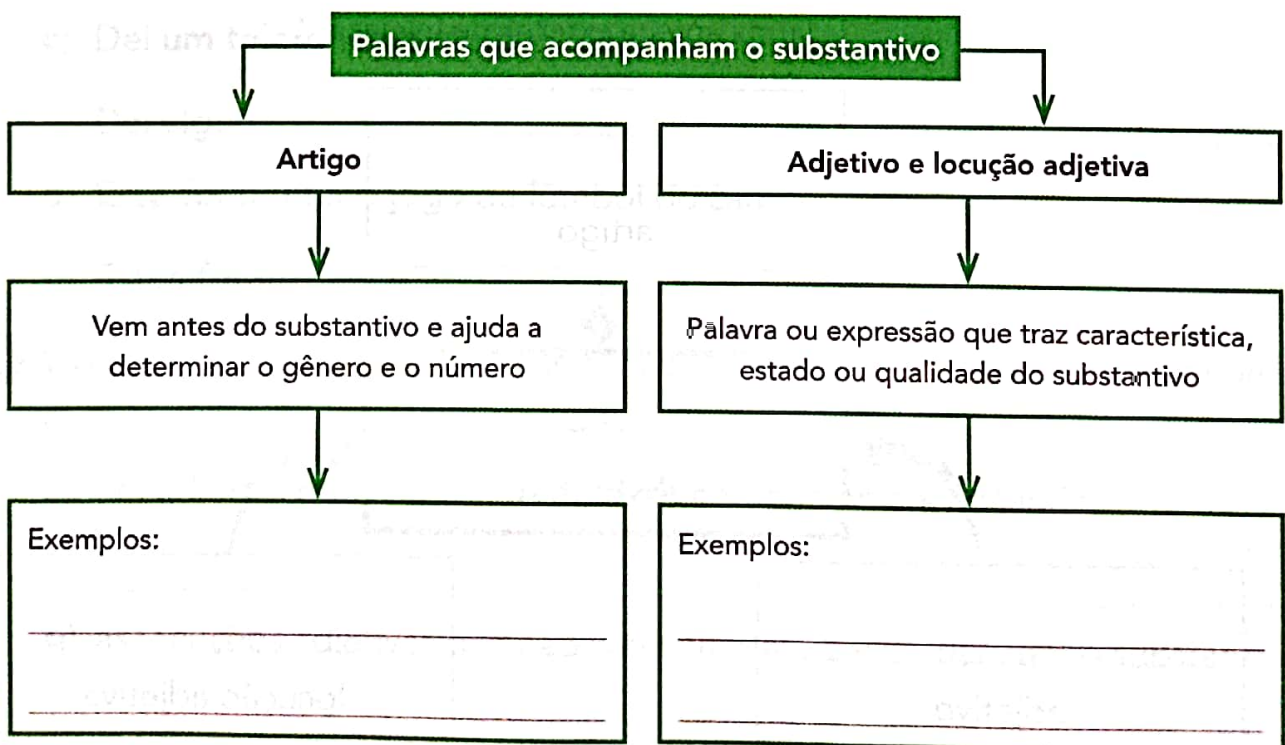 Palavras que acompanham o substantivo
Artigo
Adjetivo e locução adjetiva
Vem antes do substantivo e ajuda a
determinar o gênero e o número
Palavra ou expressão que traz característica,
estado ou qualidade do substantivo
Exemplos:
Exemplos: